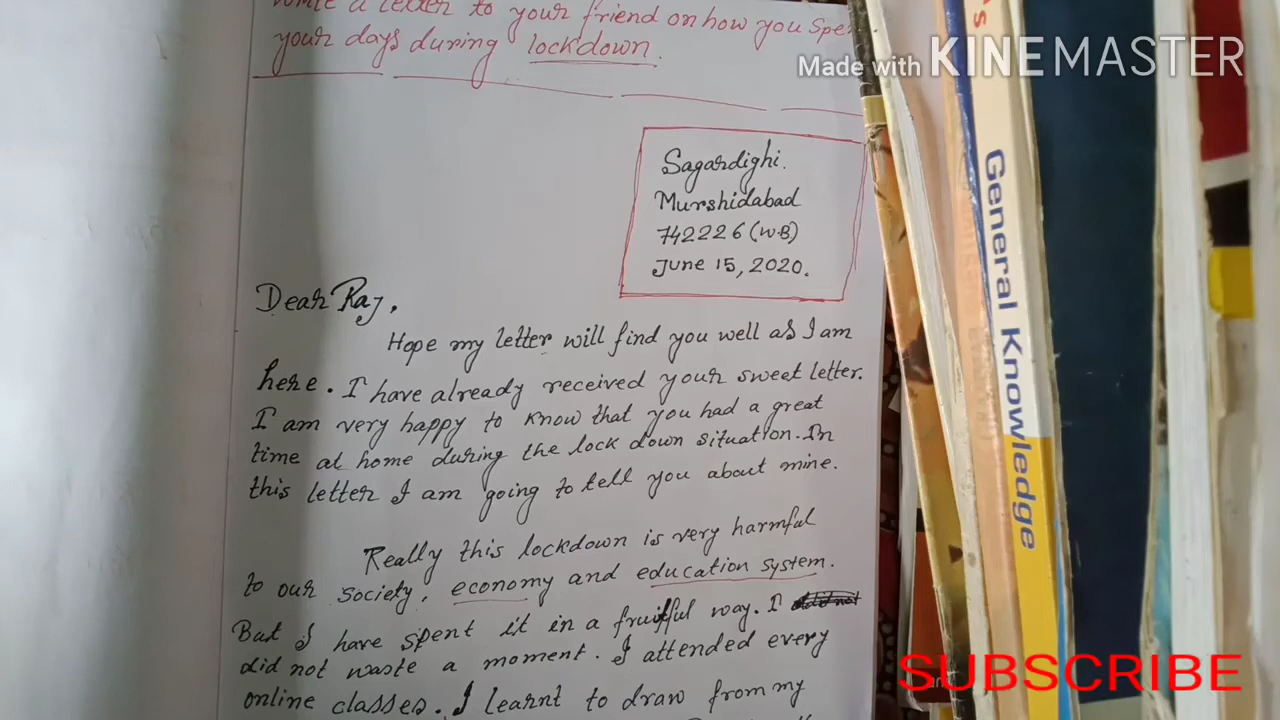 Write a letter to your friend on how you spe
your days during lockdown.
Made with KINEMASTER
Sagardighi.
Murshidabad
742226 (WB)
June 15, 2020.
Dear Raj,
Hope my letter will find you well as I am
here. I have already received your sweet letter.
I am very happy to know that you had a great
time at home during the lock down situation. In
this letter I am going to tell you about mine.
Really this lockdown is very harmful
to our society, economy and education system.
But I have spent it in a fruitful way. I
did not waste a moment. I attended every
online classes. I learnt to draw from my
General Knowledge
SUBSCRIBE